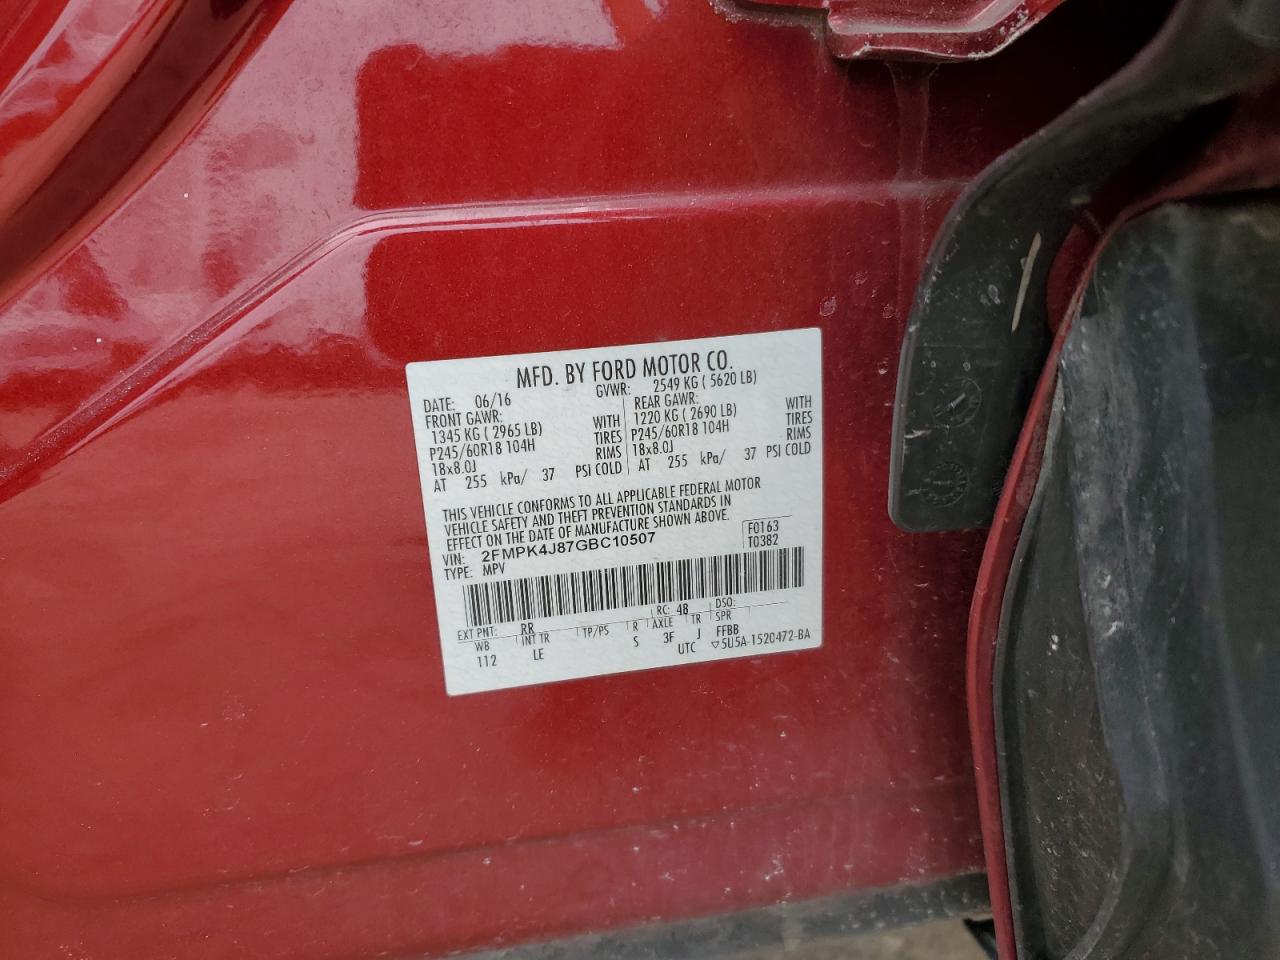 MFD. BY FORD MOTOR CO.
DATE: 06/16 GVWR: 2549 KG ( 5620 LB)
FRONT GAWR: REAR GAWR:
1345 KG ( 2965 LB) WITH 1220 KG ( 2690 LB) WITH
P245/60R18 104H TIRES P245/60R18 104H TIRES
18x8.0J RIMS 18x8.0J RIMS
AT 255 kPa/ 37 PSI COLD AT 255 kPa/ 37 PSI COLD
THIS VEHICLE CONFORMS TO ALL APPLICABLE FEDERAL MOTOR
VEHICLE SAFETY AND THEFT PREVENTION STANDARDS IN
EFFECT ON THE DATE OF MANUFACTURE SHOWN ABOVE.
VIN: 2FMPK4J87GBC10507 F0163
TYPE: MPV T0382
EXT PNT: RR RC: 48 DSO:
WB INT TR TP/PS R AXLE TR SPR
112 LE S 3F J FFBB
UTC ▽5U5A-1520472-BA